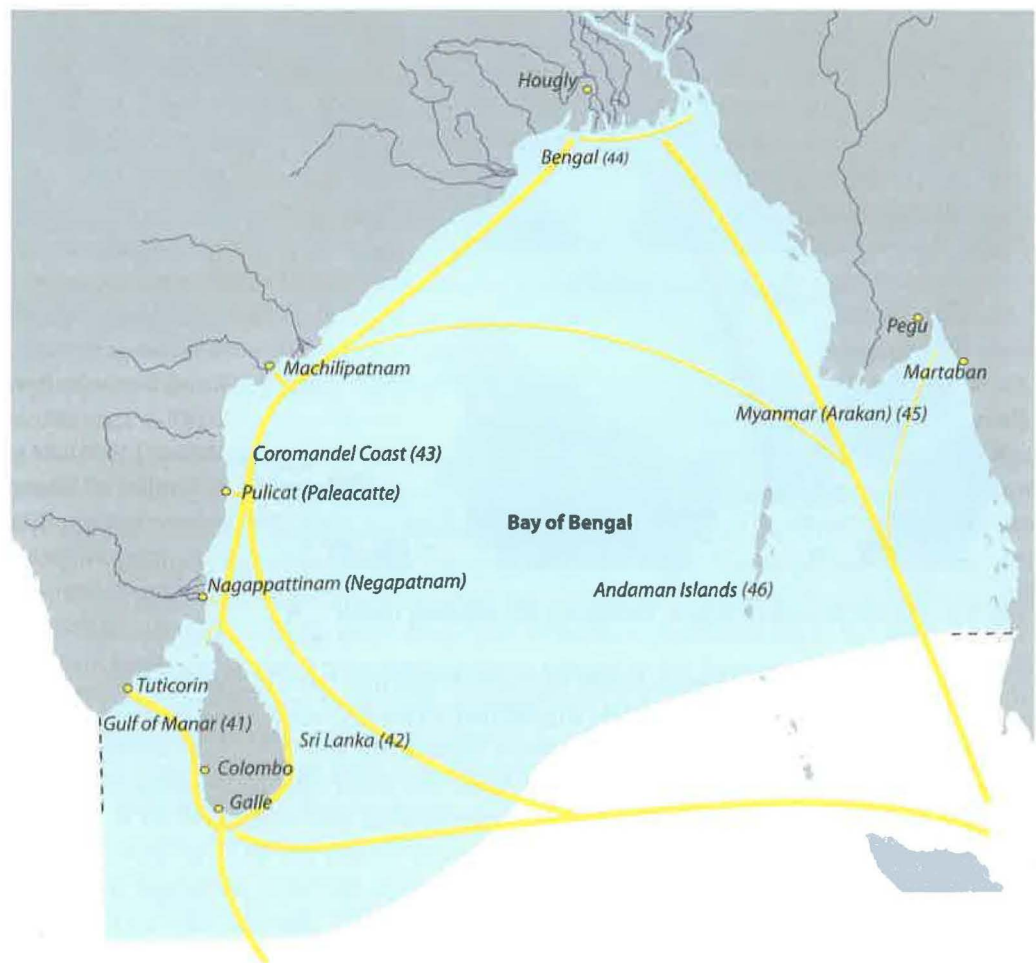 Hougly
Bengal (44)
Pegu
Machilipatnam
Martaban
Myanmar (Arakan) (45)
Coromandel Coast (43)
Pulicat (Paleacatte)
Bay of Bengal
Nagappattinam (Negapatnam)
Andaman Islands (46)
Tuticorin
Gulf of Manar (41)
Sri Lanka (42)
Colombo
Galle